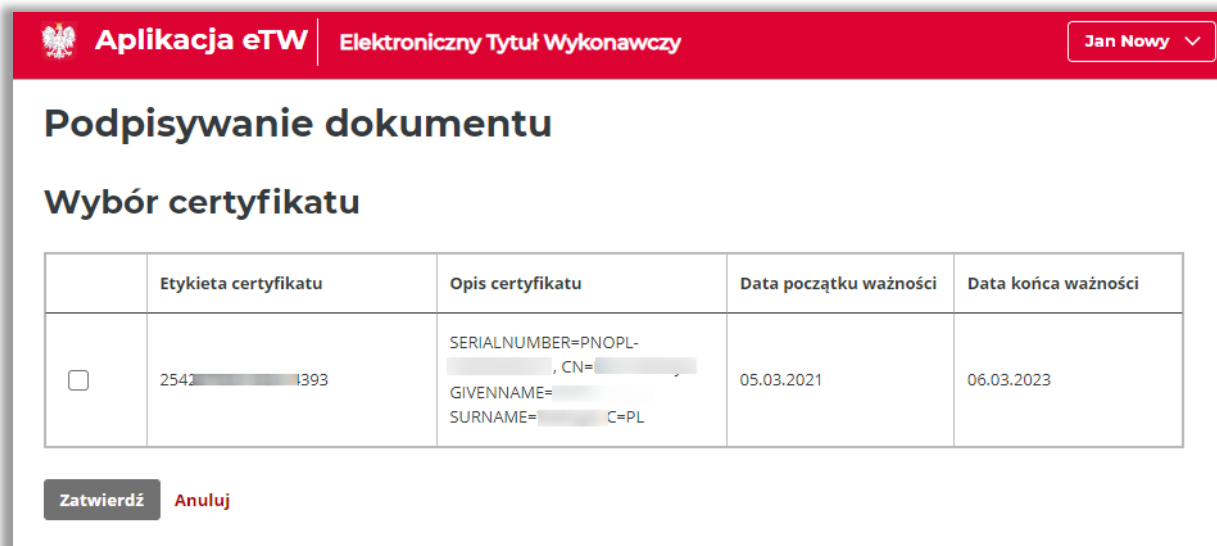 Aplikacja eTW
Elektroniczny Tytuł Wykonawczy
Jan Nowy
Podpisywanie dokumentu
Wybór certyfikatu
Etykieta certyfikatu
Opis certyfikatu
Data początku ważności
Data końca ważności
2542 4393
SERIALNUMBER=PNOPL-
, CN=
GIVENNAME=
SURNAME= C=PL
05.03.2021
06.03.2023
Zatwierdź
Anuluj